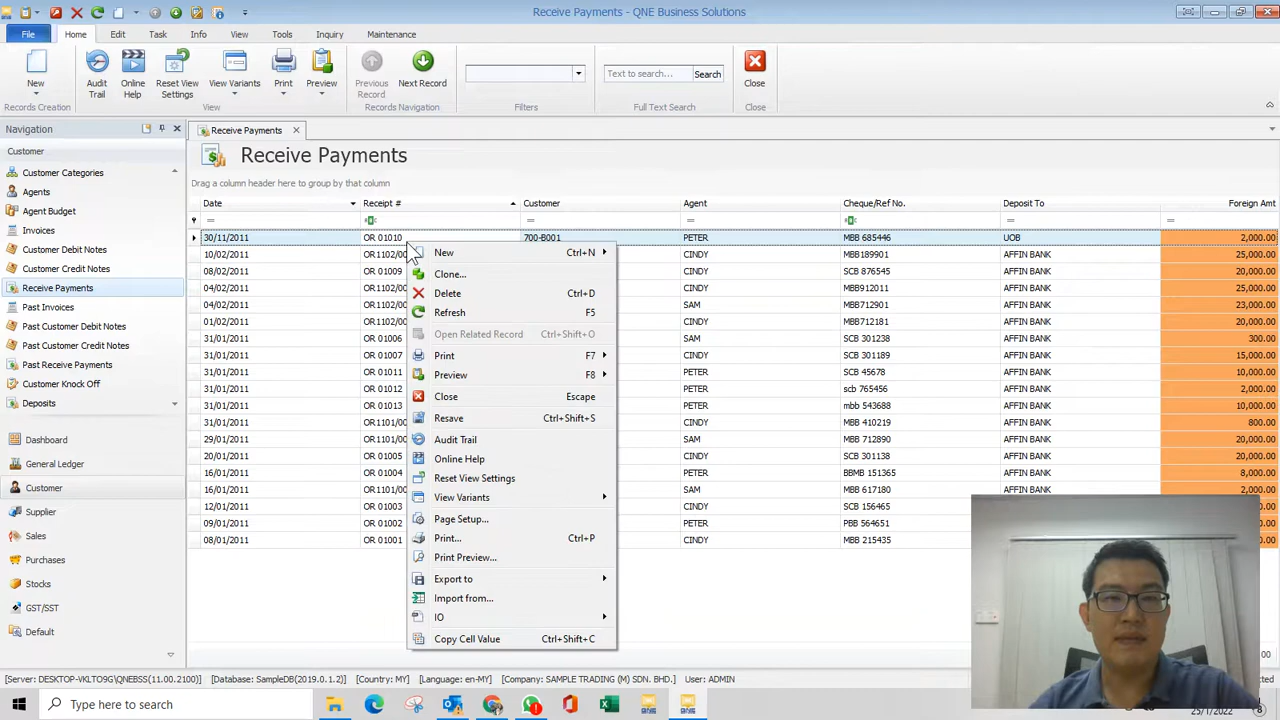 Receive Payments - QNE Business Solutions
File Home Edit Task Info View Tools Inquiry Maintenance
New Audit Trail Online Help Reset View Settings View Variants Print Preview Previous Record Next Record Text to search... Search Close
Records Creation View Records Navigation Filters Full Text Search Close
Navigation
Customer
Customer Categories
Agents
Agent Budget
Invoices
Customer Debit Notes
Customer Credit Notes
Receive Payments
Past Invoices
Past Customer Debit Notes
Past Customer Credit Notes
Past Receive Payments
Customer Knock Off
Deposits
Dashboard
General Ledger
Customer
Supplier
Sales
Purchases
Stocks
GST/SST
Default
Receive Payments
Receive Payments
Drag a column header here to group by that column
Date Receipt # Customer Agent Cheque/Ref No. Deposit To Foreign Amt
30/11/2011 OR 01010 700-B001 PETER MBB 685446 UOB 2,000.00
10/02/2011 OR1102/00 CINDY MBB189901 AFFIN BANK 25,000.00
08/02/2011 OR 01009 CINDY SCB 876545 AFFIN BANK 20,000.00
04/02/2011 OR1102/00 CINDY MBB912011 AFFIN BANK 25,000.00
04/02/2011 OR1102/00 SAM MBB712901 AFFIN BANK 23,000.00
01/02/2011 OR1102/00 CINDY MBB712181 AFFIN BANK 20,000.00
31/01/2011 OR 01006 SAM SCB 301238 AFFIN BANK 300.00
31/01/2011 OR 01007 CINDY SCB 301189 AFFIN BANK 15,000.00
31/01/2011 OR 01011 PETER SCB 45678 AFFIN BANK 10,000.00
31/01/2011 OR 01012 PETER scb 765456 AFFIN BANK 2,000.00
31/01/2011 OR 01013 PETER mbb 543688 AFFIN BANK 10,000.00
31/01/2011 OR1101/00 CINDY MBB 410219 AFFIN BANK 800.00
29/01/2011 OR1101/00 SAM MBB 712890 AFFIN BANK 20,000.00
20/01/2011 OR 01005 CINDY SCB 301138 AFFIN BANK 20,000.00
16/01/2011 OR 01004 PETER BBMB 151365 AFFIN BANK 8,000.00
16/01/2011 OR1101/00 SAM MBB 617180 AFFIN BANK 2,000.00
12/01/2011 OR 01003 CINDY SCB 156465
09/01/2011 OR 01002 PETER PBB 564651
08/01/2011 OR 01001 CINDY MBB 215435
New Ctrl+N
Clone...
Delete Ctrl+D
Refresh F5
Open Related Record Ctrl+Shift+O
Print F7
Preview F8
Close Escape
Resave Ctrl+Shift+S
Audit Trail
Online Help
Reset View Settings
View Variants
Page Setup...
Print... Ctrl+P
Print Preview...
Export to
Import from...
IO
Copy Cell Value Ctrl+Shift+C
[Server: DESKTOP-VKLTO9G\QNEBSS(11.00.2100)] [Database: SampleDB(2019.0.1.2)] [Country: MY] [Language: en-MY] [Company: SAMPLE TRADING (M) SDN. BHD.] User: ADMIN
Type here to search
25/1/2022